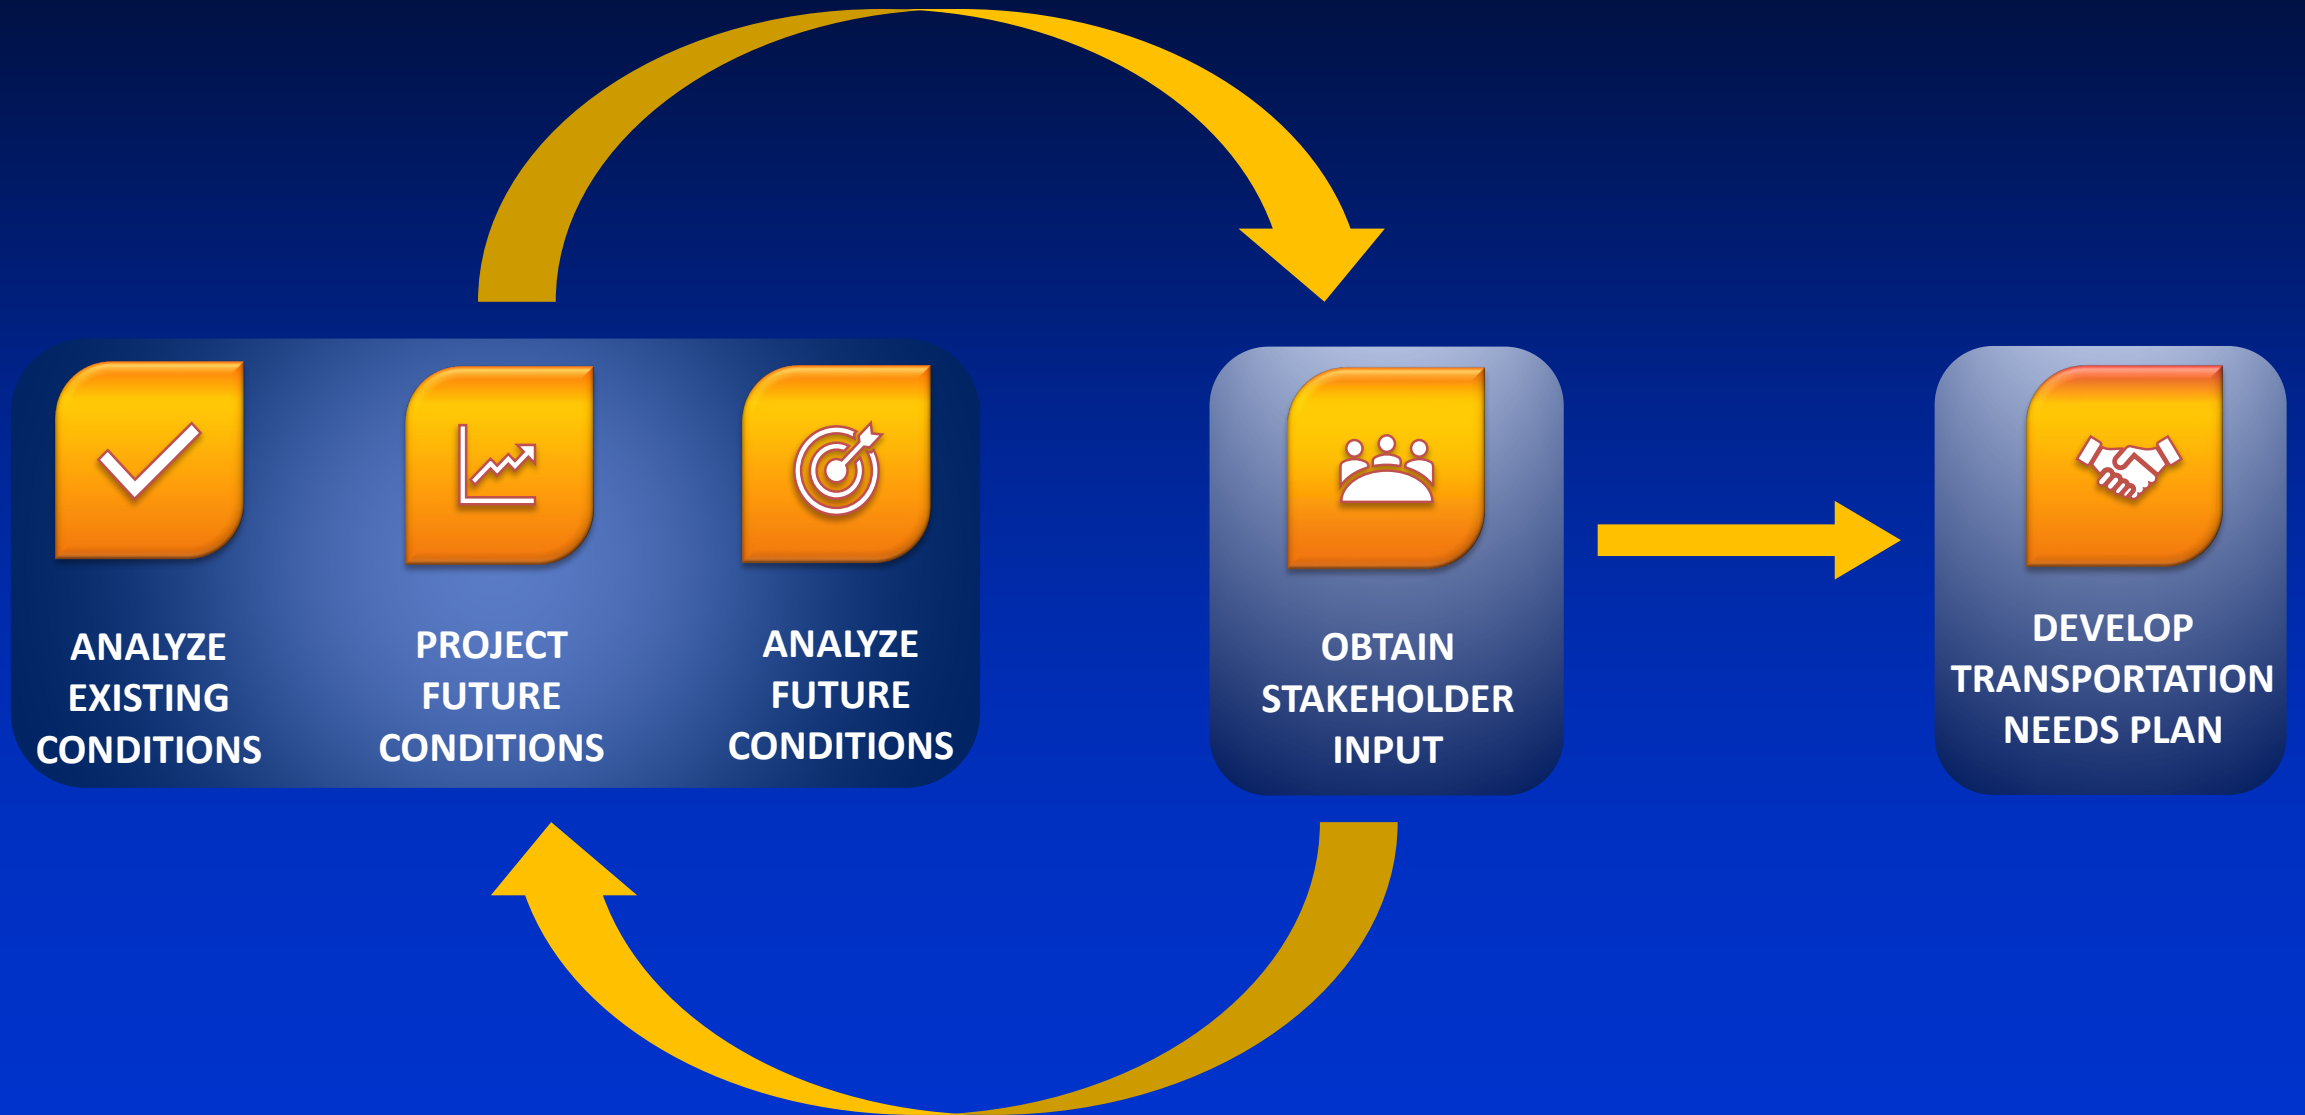 ANALYZE
EXISTING
CONDITIONS
PROJECT
FUTURE
CONDITIONS
ANALYZE
FUTURE
CONDITIONS
OBTAIN
STAKEHOLDER
INPUT
DEVELOP
TRANSPORTATION
NEEDS PLAN